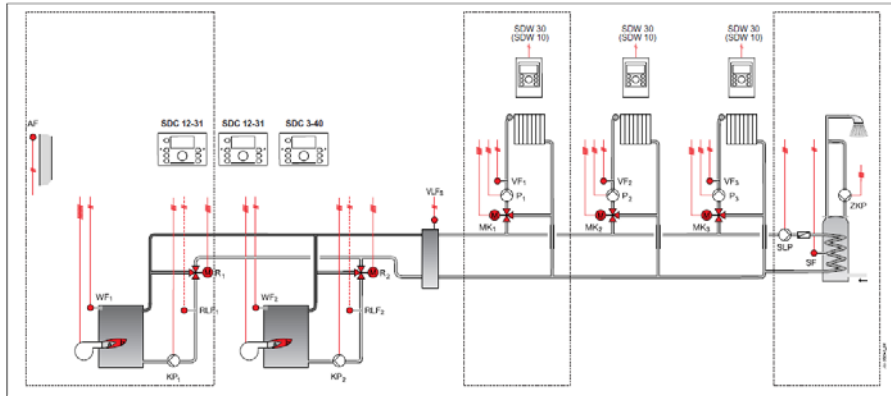 SDW 30
(SDW 10)
SDW 30
(SDW 10)
SDW 30
(SDW 10)
SDC 12-31
SDC 12-31
SDC 3-40
AF
VLFS
VF1
VF2
VF3
P1
P2
P3
ZKP
MK1
MK2
MK3
SLP
SF
R1
R2
WF1
WF2
RLF1
RLF2
KP1
KP2